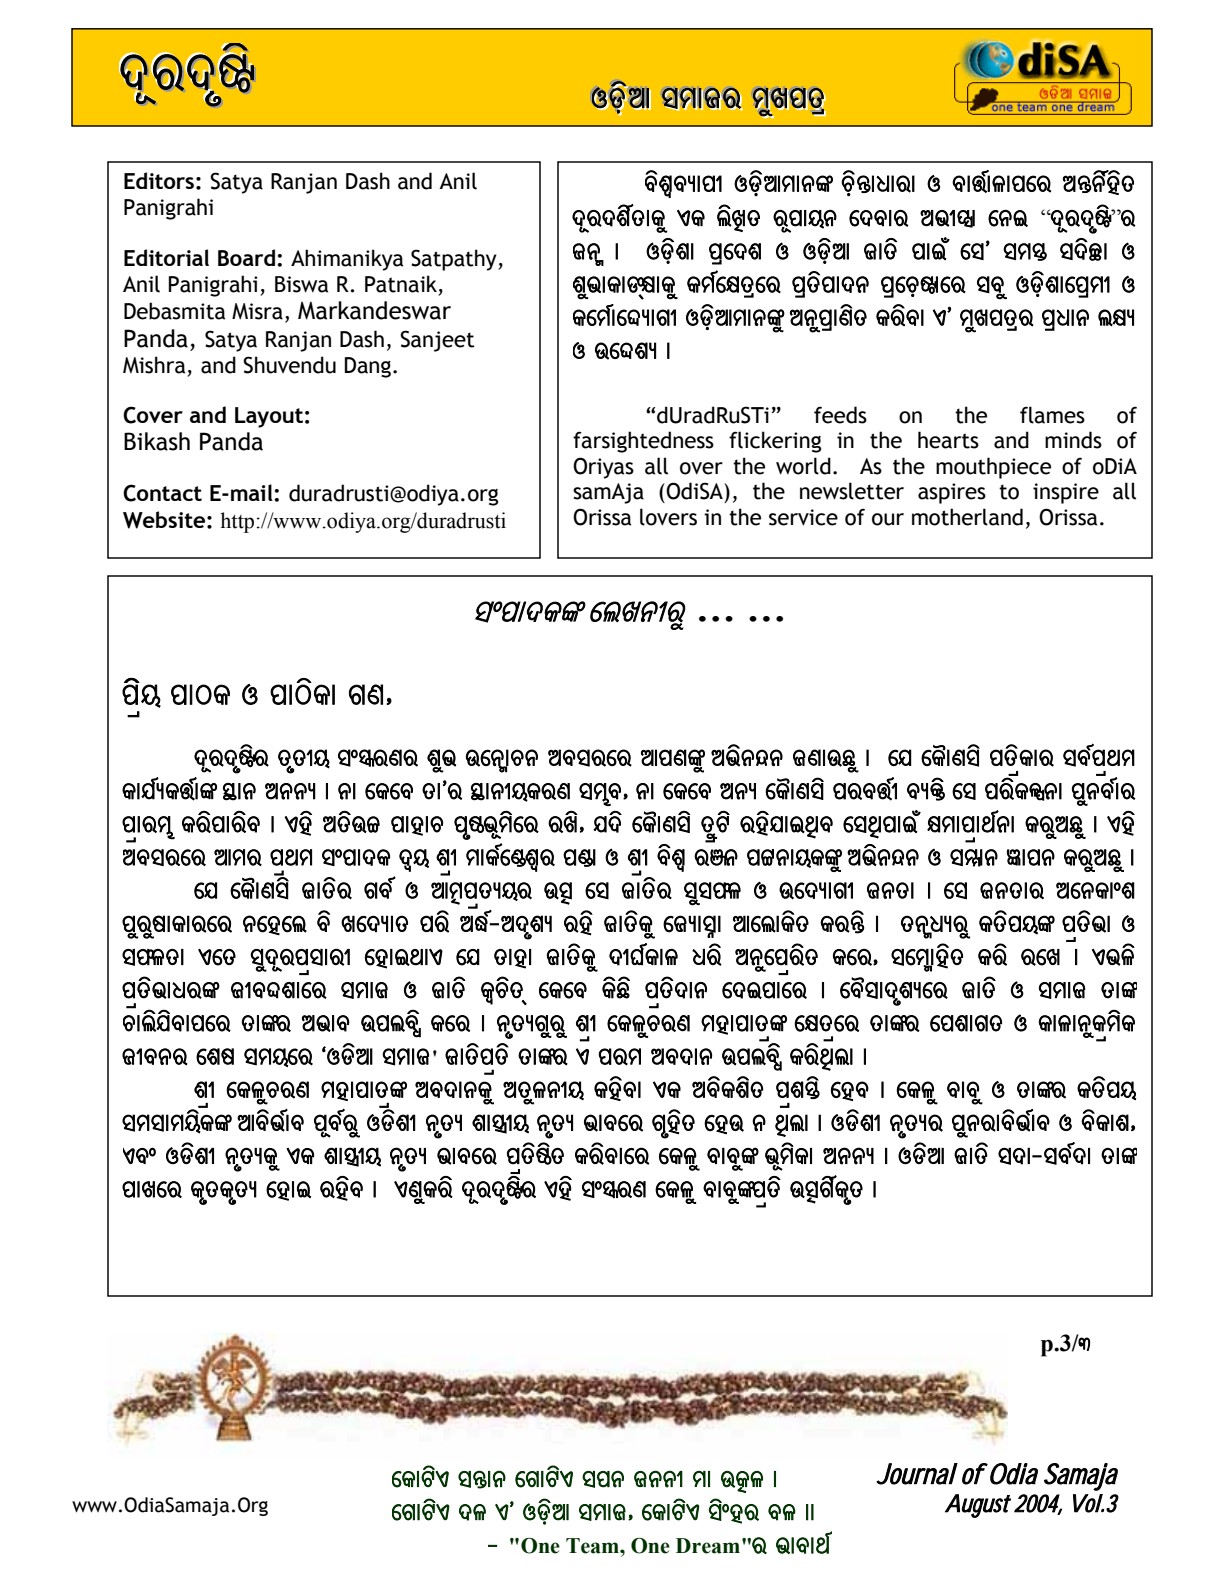 ଦୂରଦୃଷ୍ଟି
ଓଡ଼ିଆ ସମାଜର ମୁଖପତ୍ର
OdiSA
ଓଡ଼ିଆ ସମାଜ
one team one dream
Editors: Satya Ranjan Dash and Anil
Panigrahi
Editorial Board: Ahimanikya Satpathy,
Anil Panigrahi, Biswa R. Patnaik,
Debasmita Misra, Markandeswar
Panda, Satya Ranjan Dash, Sanjeet
Mishra, and Shuvendu Dang.
Cover and Layout:
Bikash Panda
Contact E-mail: duradrusti@odiya.org
Website: http://www.odiya.org/duradrusti
ବିଶ୍ୱବ୍ୟାପୀ ଓଡ଼ିଆମାନଙ୍କ ଚ଼ିନ୍ତାଧାରା ଓ ବାର୍ତ୍ତାଳାପରେ ଅନ୍ତର୍ନିହିତ
ଦୂରଦର୍ଶିତାକୁ ଏକ ଲିଖିତ ରୂପାୟନ ଦେବାର ଅଭୀପ୍ସା ନେଇ “ଦୂରଦୃଷ୍ଟି”ର
ଜନ୍ମ । ଓଡ଼ିଶା ପ୍ରଦେଶ ଓ ଓଡ଼ିଆ ଜାତି ପାଇଁ ସେ’ ସମସ୍ତ ସଦିଚ୍ଛା ଓ
ଶୁଭାକାଙ୍କ୍ଷାକୁ କର୍ମକ୍ଷେତ୍ରରେ ପ୍ରତିପାଦନ ପ୍ରଚ଼େଷ୍ଟାରେ ସବୁ ଓଡ଼ିଶାପ୍ରେମୀ ଓ
କର୍ମୋଦ୍ୟୋଗୀ ଓଡ଼ିଆମାନଙ୍କୁ ଅନୁପ୍ରାଣିତ କରିବା ଏ’ ମୁଖପତ୍ରର ପ୍ରଧାନ ଲକ୍ଷ୍ୟ
ଓ ଉଦ୍ଦେଶ୍ୟ ।
“dUradRuSTi” feeds on the flames of
farsightedness flickering in the hearts and minds of
Oriyas all over the world. As the mouthpiece of oDiA
samAja (OdiSA), the newsletter aspires to inspire all
Orissa lovers in the service of our motherland, Orissa.
ସଂପାଦକଙ୍କ ଲେଖନୀରୁ ... ...
ପ୍ରିୟ ପାଠକ ଓ ପାଠିକା ଗଣ,
ଦୂରଦୃଷ୍ଟିର ତୃତୀୟ ସଂସ୍କରଣର ଶୁଭ ଉନ୍ମୋଚନ ଅବସରରେ ଆପଣଙ୍କୁ ଅଭିନନ୍ଦନ ଜଣାଉଛୁ । ଯେ କୌଣସି ପତ୍ରିକାର ସର୍ବପ୍ରଥମ
କାର୍ଯ୍ୟକର୍ତ୍ତାଙ୍କ ସ୍ଥାନ ଅନନ୍ୟ । ନା କେବେ ତା’ର ସ୍ଥାନୀୟକରଣ ସମ୍ଭବ, ନା କେବେ ଅନ୍ୟ କୌଣସି ପରବର୍ତ୍ତୀ ବ୍ୟକ୍ତି ସେ ପରିକଳ୍ପନା ପୁନର୍ବାର
ପ୍ରାରମ୍ଭ କରିପାରିବ । ଏହି ଅତିଉଚ୍ଚ ପାହାଚ ପୃଷ୍ଠଭୂମିରେ ରଖି, ଯଦି କୌଣସି ତ୍ରୁଟି ରହିଯାଇଥିବ ସେଥିପାଇଁ କ୍ଷମାପ୍ରାର୍ଥନା କରୁଅଛୁ । ଏହି
ଅବସରରେ ଆମର ପ୍ରଥମ ସଂପାଦକ ଦ୍ୱୟ ଶ୍ରୀ ମାର୍କଣ୍ଡେଶ୍ୱର ପଣ୍ଡା ଓ ଶ୍ରୀ ବିଶ୍ୱ ରଞ୍ଜନ ପଟ୍ଟନାୟକଙ୍କୁ ଅଭିନନ୍ଦନ ଓ ସମ୍ମାନ ଜ୍ଞାପନ କରୁଅଛୁ ।
ଯେ କୌଣସି ଜାତିର ଗର୍ବ ଓ ଆତ୍ମପ୍ରତ୍ୟୟର ଉତ୍ସ ସେ ଜାତିର ସୁସଫଳ ଓ ଉଦ୍ୟୋଗୀ ଜନତା । ସେ ଜନତାର ଅନେକାଂଶ
ପୁରୁଷାକାରରେ ନହେଲେ ବି ଖଦ୍ୟୋତ ପରି ଅର୍ଦ୍ଧ-ଅଦୃଶ୍ୟ ରହି ଜାତିକୁ ଜ୍ୟୋସ୍ନା ଆଲୋକିତ କରନ୍ତି । ତନ୍ମଧ୍ୟରୁ କତିପୟଙ୍କ ପ୍ରତିଭା ଓ
ସଫଳତା ଏତେ ସୁଦୂରପ୍ରସାରୀ ହୋଇଥାଏ ଯେ ତାହା ଜାତିକୁ ଦୀର୍ଘକାଳ ଧରି ଅନୁପ୍ରେରିତ କରେ, ସମ୍ମୋହିତ କରି ରଖେ । ଏଭଳି
ପ୍ରତିଭାଧରଙ୍କ ଜୀବଦ୍ଦଶାରେ ସମାଜ ଓ ଜାତି କ୍ୱଚିତ୍ କେବେ କିଛି ପ୍ରତିଦାନ ଦେଇପାରେ । ବୈସାଦୃଶ୍ୟରେ ଜାତି ଓ ସମାଜ ତାଙ୍କ
ଚାଲିଯିବାପରେ ତାଙ୍କର ଅଭାବ ଉପଲବ୍ଧି କରେ । ନୃତ୍ୟଗୁରୁ ଶ୍ରୀ କେଳୁଚରଣ ମହାପାତ୍ରଙ୍କ କ୍ଷେତ୍ରରେ ତାଙ୍କର ପେଶାଗତ ଓ କାଳାନୁକ୍ରମିକ
ଜୀବନର ଶେଷ ସମୟରେ ‘ଓଡିଆ ସମାଜ' ଜାତିପ୍ରତି ତାଙ୍କର ଏ ପରମ ଅବଦାନ ଉପଲବ୍ଧି କରିଥିଲା ।
ଶ୍ରୀ କେଳୁଚରଣ ମହାପାତ୍ରଙ୍କ ଅବଦାନକୁ ଅତୁଳନୀୟ କହିବା ଏକ ଅବିକଶିତ ପ୍ରଶସ୍ତି ହେବ । କେଳୁ ବାବୁ ଓ ତାଙ୍କର କତିପୟ
ସମସାମୟିକଙ୍କ ଆବିର୍ଭାବ ପୂର୍ବରୁ ଓଡିଶୀ ନୃତ୍ୟ ଶାସ୍ତ୍ରୀୟ ନୃତ୍ୟ ଭାବରେ ଗୃହିତ ହେଉ ନ ଥିଲା । ଓଡିଶୀ ନୃତ୍ୟର ପୁନରାବିର୍ଭାବ ଓ ବିକାଶ,
ଏବଂ ଓଡିଶୀ ନୃତ୍ୟକୁ ଏକ ଶାସ୍ତ୍ରୀୟ ନୃତ୍ୟ ଭାବରେ ପ୍ରତିଷ୍ଠିତ କରିବାରେ କେଳୁ ବାବୁଙ୍କ ଭୂମିକା ଅନନ୍ୟ । ଓଡିଆ ଜାତି ସଦା-ସର୍ବଦା ତାଙ୍କ
ପାଖରେ କୃତକୃତ୍ୟ ହୋଇ ରହିବ । ଏଣୁକରି ଦୂରଦୃଷ୍ଟିର ଏହି ସଂସ୍କରଣ କେଳୁ ବାବୁଙ୍କପ୍ରତି ଉତ୍ସର୍ଗିକୃତ ।
p.3/୩
କୋଟିଏ ସନ୍ତାନ ଗୋଟିଏ ସପନ ଜନନୀ ମା ଉତ୍କଳ ।
ଗୋଟିଏ ଦଳ ଏ’ ଓଡ଼ିଆ ସମାଜ, କୋଟିଏ ସିଂହର ବଳ ॥
– "One Team, One Dream"ର ଭାବାର୍ଥ
www.OdiaSamaja.Org
Journal of Odia Samaja
August 2004, Vol.3